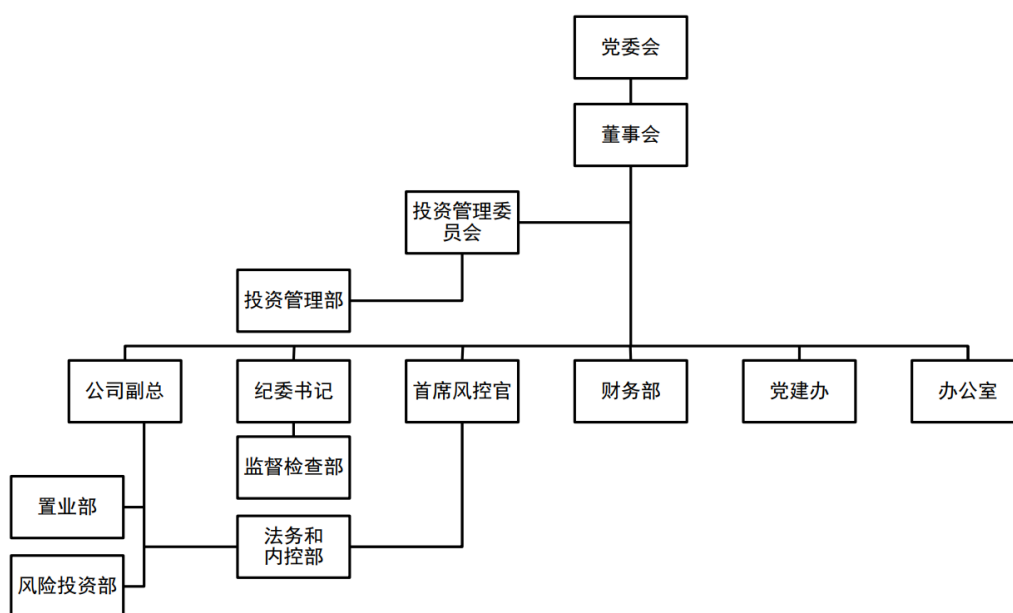 党委会
董事会
投资管理委
员会
投资管理部
公司副总
纪委书记
首席风控官
财务部
党建办
办公室
监督检查部
置业部
法务和
内控部
风险投资部